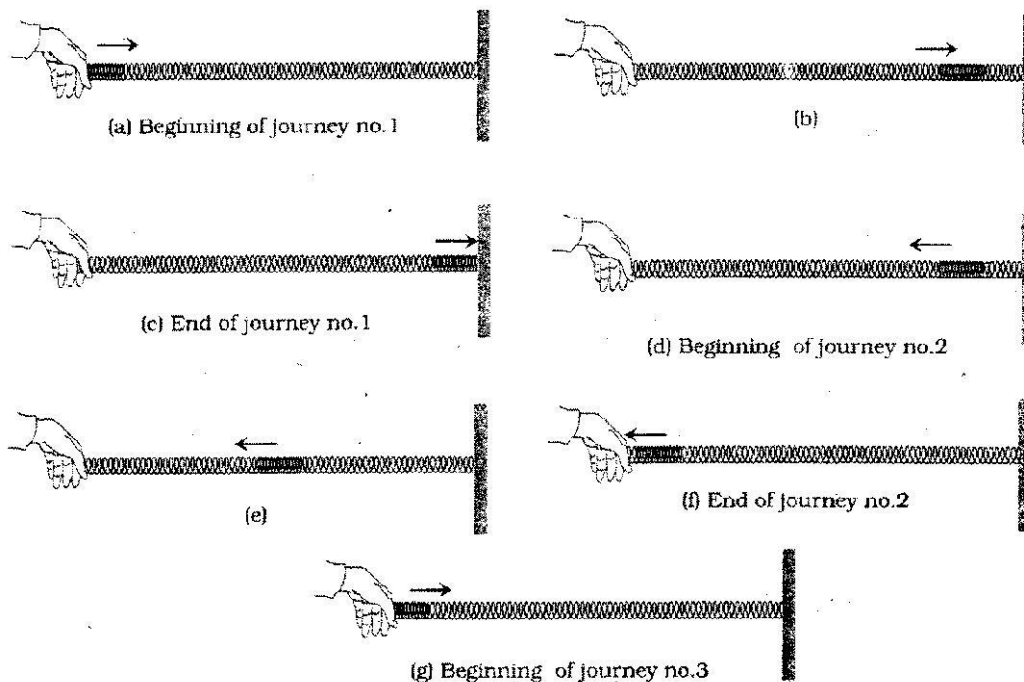 (a) Beginning of journey no.1
(b)
(c) End of journey no.1
(d) Beginning of journey no.2
(e)
(f) End of journey no.2
(g) Beginning of journey no.3